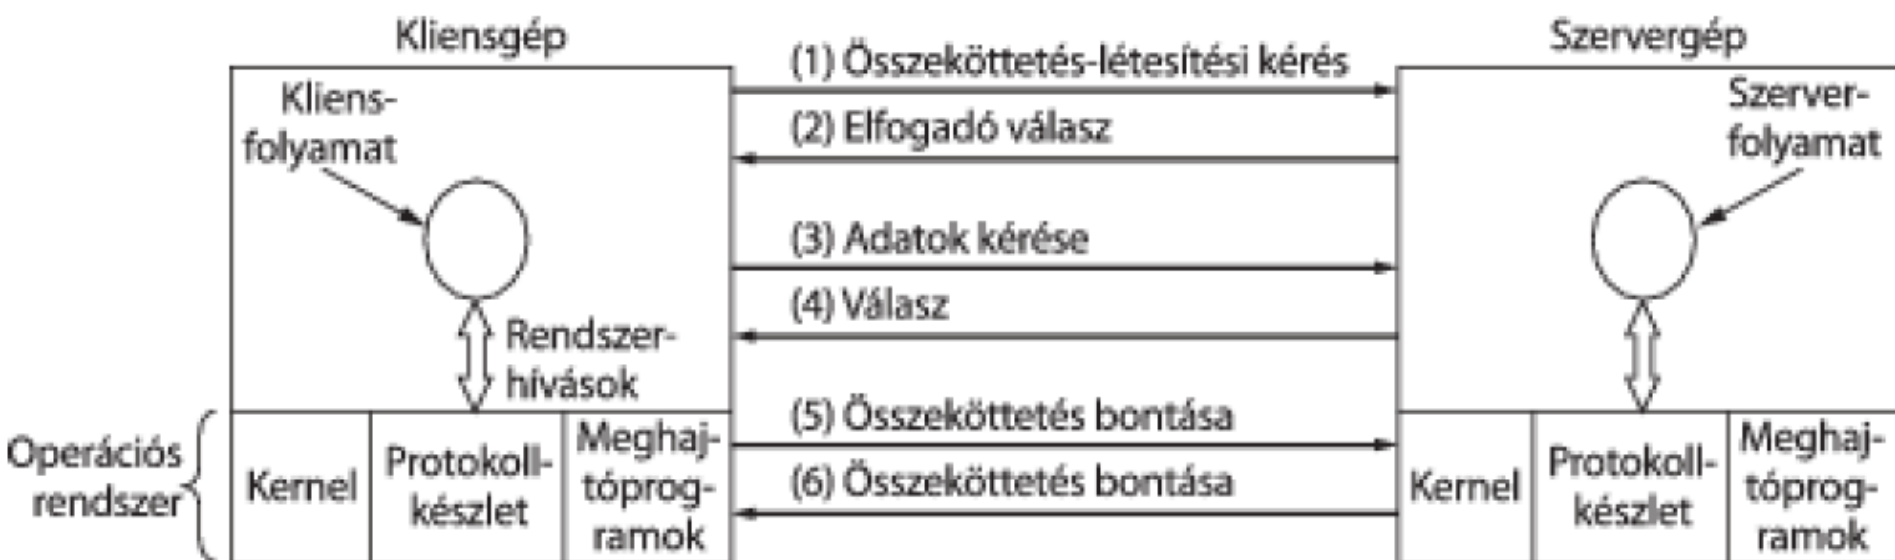 Kliensgép
Kliens-
folyamat
Rendszer-
hívások
Operációs
rendszer
Kernel
Protokoll-
készlet
Meghaj-
tóprog-
ramok
(1) Összeköttetés-létesítési kérés
(2) Elfogadó válasz
(3) Adatok kérése
(4) Válasz
(5) Összeköttetés bontása
(6) Összeköttetés bontása
Szervergép
Szerver-
folyamat
Kernel
Protokoll-
készlet
Meghaj-
tóprog-
ramok